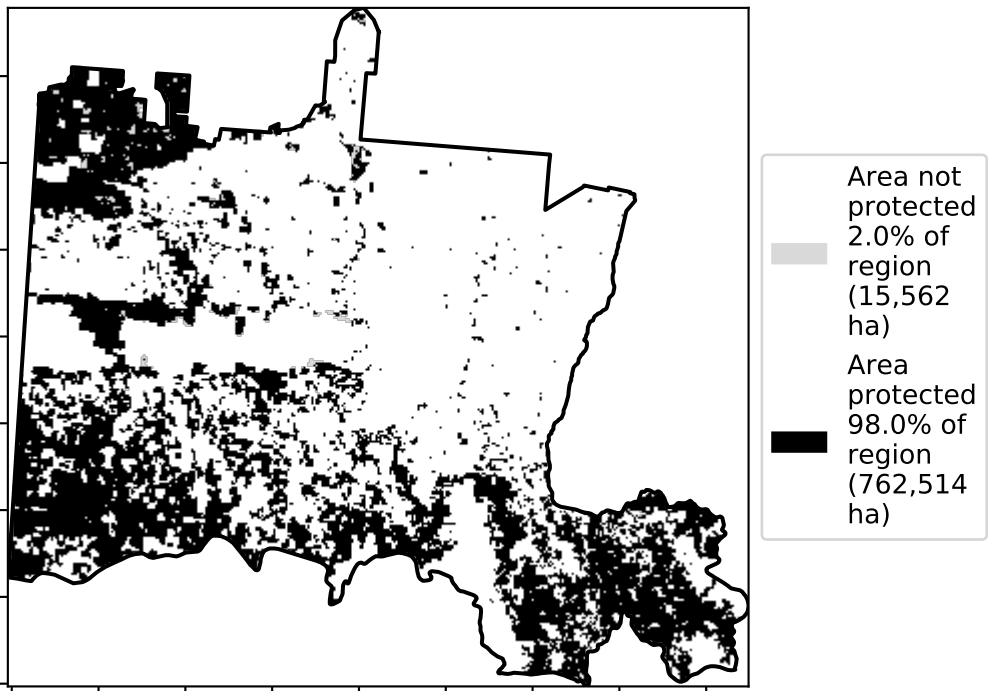 Area not
protected
2.0% of
region
(15,562
ha)
Area
protected
98.0% of
region
(762,514
ha)